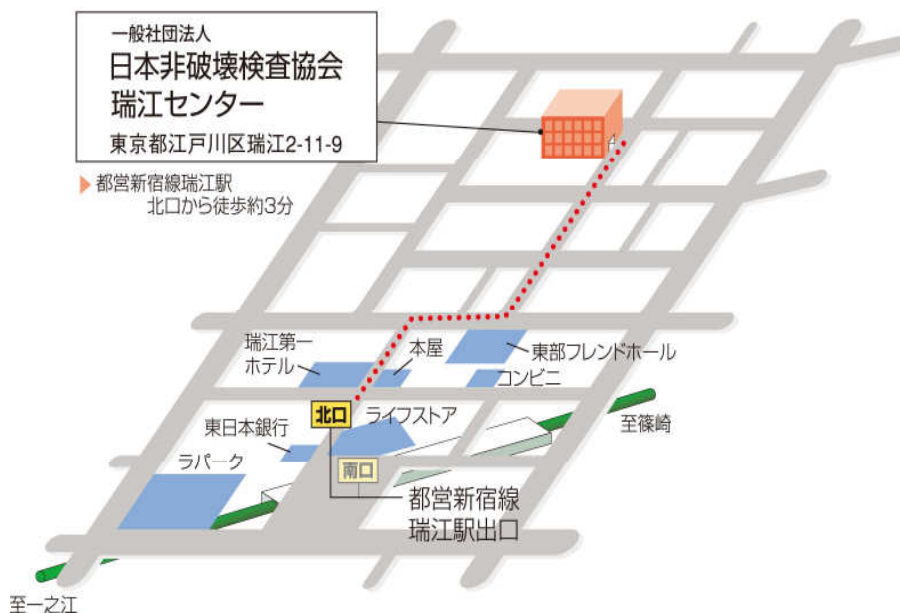 一般社団法人
日本非破壊検査協会
瑞江センター
東京都江戸川区瑞江2-11-9
都営新宿線瑞江駅
北口から徒歩約3分
瑞江第一
ホテル
本屋
東部フレンドホール
コンビニ
北口
ライフストア
至篠崎
東日本銀行
ラパーク
南口
都営新宿線
瑞江駅出口
至一之江